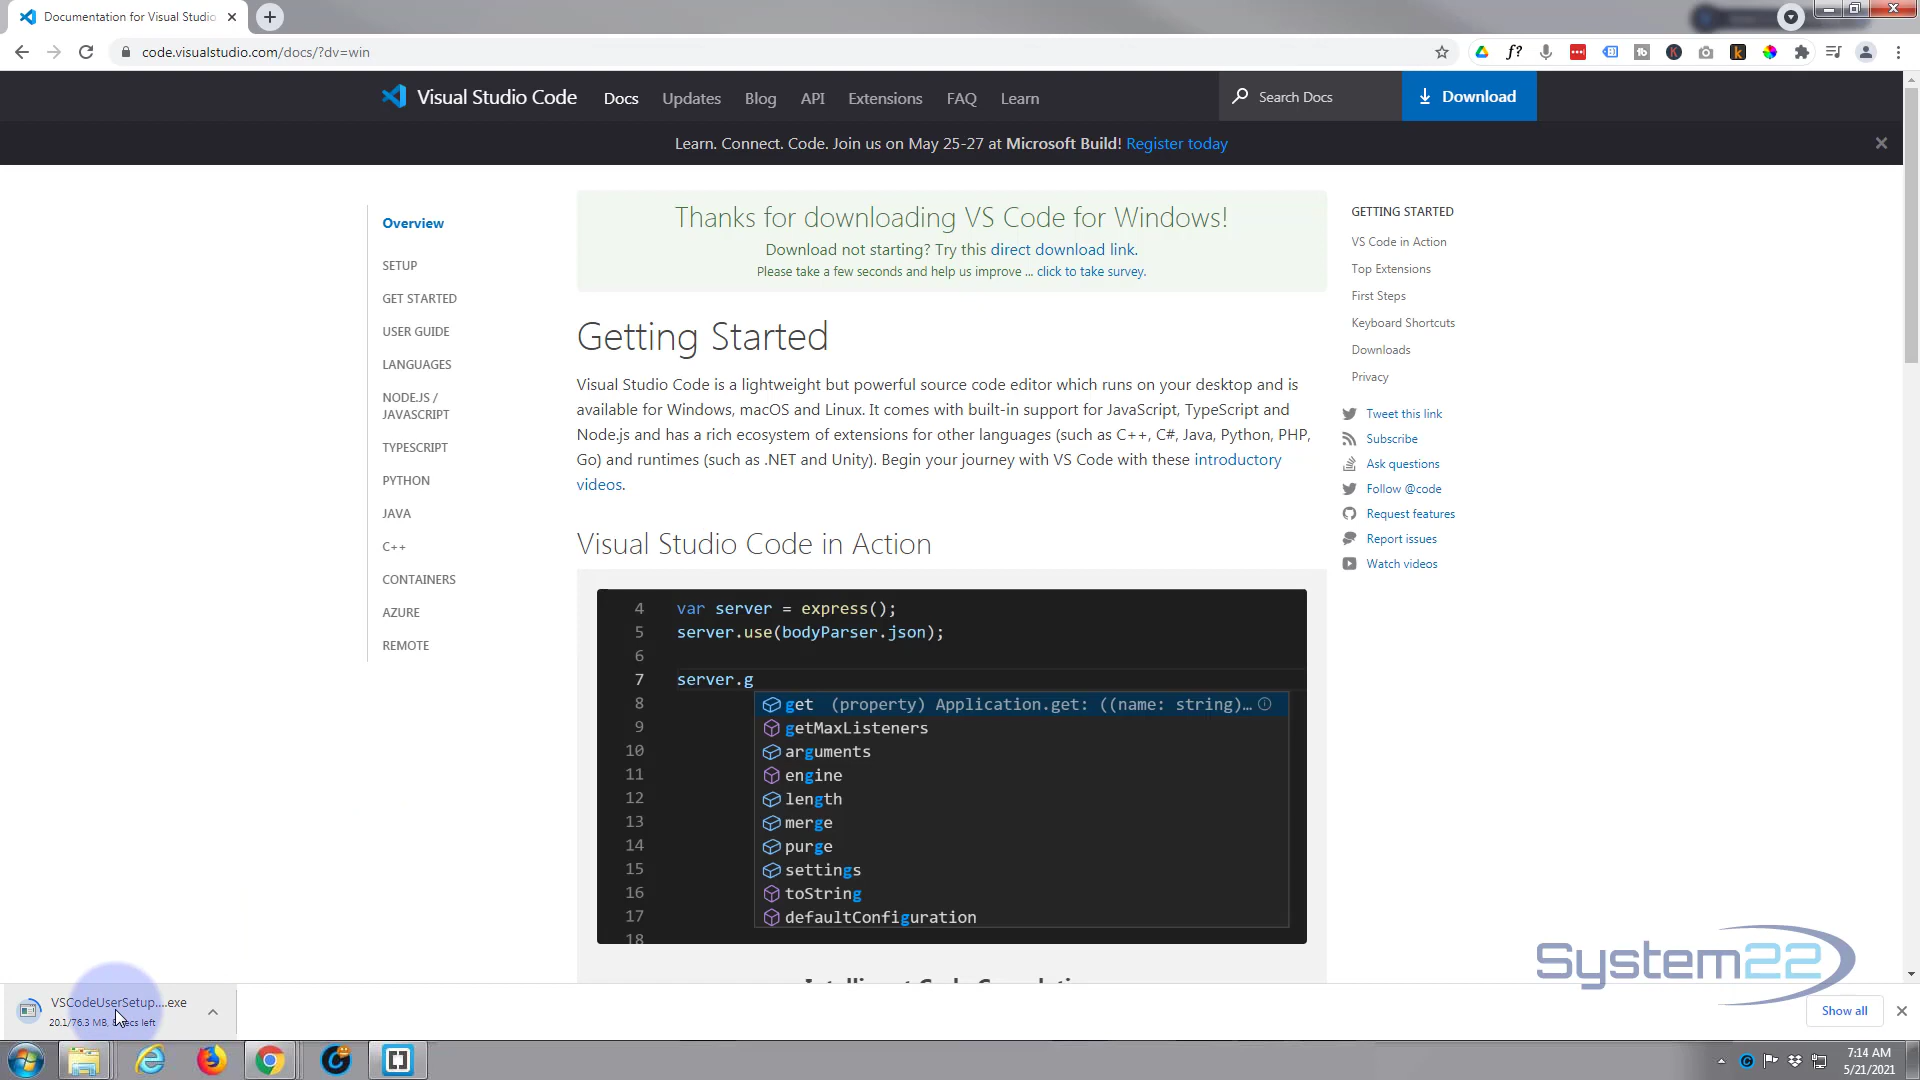 Documentation for Visual Studio
code.visualstudio.com/docs/?dv=win
Visual Studio Code
Docs
Updates
Blog
API
Extensions
FAQ
Learn
Search Docs
Download
Learn. Connect. Code. Join us on May 25-27 at Microsoft Build! Register today
Overview
SETUP
GET STARTED
USER GUIDE
LANGUAGES
NODE.JS /
JAVASCRIPT
TYPESCRIPT
PYTHON
JAVA
C++
CONTAINERS
AZURE
REMOTE
Thanks for downloading VS Code for Windows!
Download not starting? Try this direct download link.
Please take a few seconds and help us improve ... click to take survey.
Getting Started
Visual Studio Code is a lightweight but powerful source code editor which runs on your desktop and is
available for Windows, macOS and Linux. It comes with built-in support for JavaScript, TypeScript and
Node.js and has a rich ecosystem of extensions for other languages (such as C++, C#, Java, Python, PHP,
Go) and runtimes (such as .NET and Unity). Begin your journey with VS Code with these introductory
videos.
Visual Studio Code in Action
4 var server = express();
5 server.use(bodyParser.json);
6
7 server.g
8 get (property) Application.get: ((name: string)…
9 getMaxListeners
10 arguments
11 engine
12 length
13 merge
14 purge
15 settings
16 toString
17 defaultConfiguration
18
GETTING STARTED
VS Code in Action
Top Extensions
First Steps
Keyboard Shortcuts
Downloads
Privacy
Tweet this link
Subscribe
Ask questions
Follow @code
Request features
Report issues
Watch videos
System22
VSCodeUserSetup....exe
20.1/76.3 MB, secs left
Show all
7:14 AM
5/21/2021